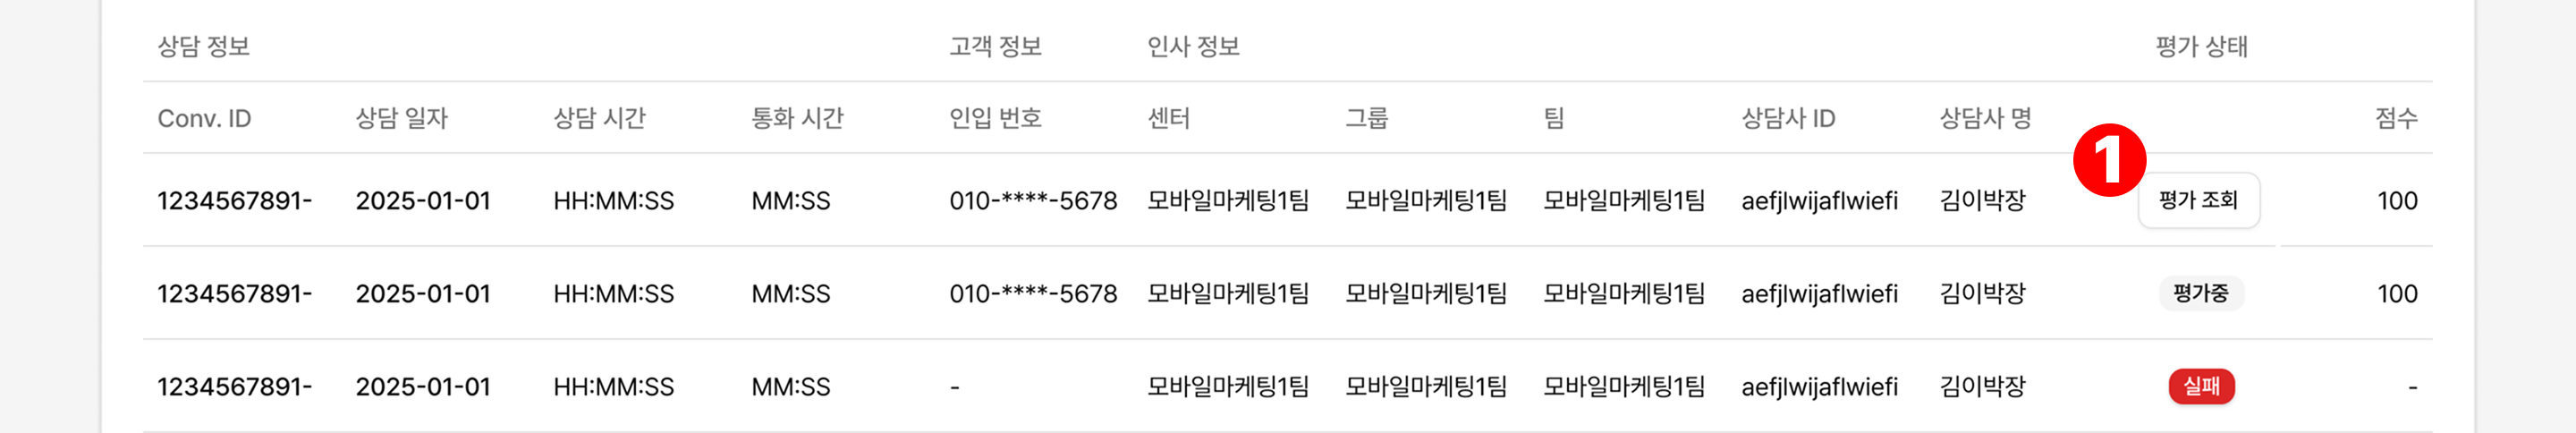 상담 정보 고객 정보 인사 정보 평가 상태
Conv. ID 상담 일자 상담 시간 통화 시간 인입 번호 센터 그룹 팀 상담사 ID 상담사 명 점수
1
1234567891- 2025-01-01 HH:MM:SS MM:SS 010-****-5678 모바일마케팅1팀 모바일마케팅1팀 모바일마케팅1팀 aefjlwijaflwiefi 김이박장 평가 조회 100
1234567891- 2025-01-01 HH:MM:SS MM:SS 010-****-5678 모바일마케팅1팀 모바일마케팅1팀 모바일마케팅1팀 aefjlwijaflwiefi 김이박장 평가중 100
1234567891- 2025-01-01 HH:MM:SS MM:SS - 모바일마케팅1팀 모바일마케팅1팀 모바일마케팅1팀 aefjlwijaflwiefi 김이박장 실패 -